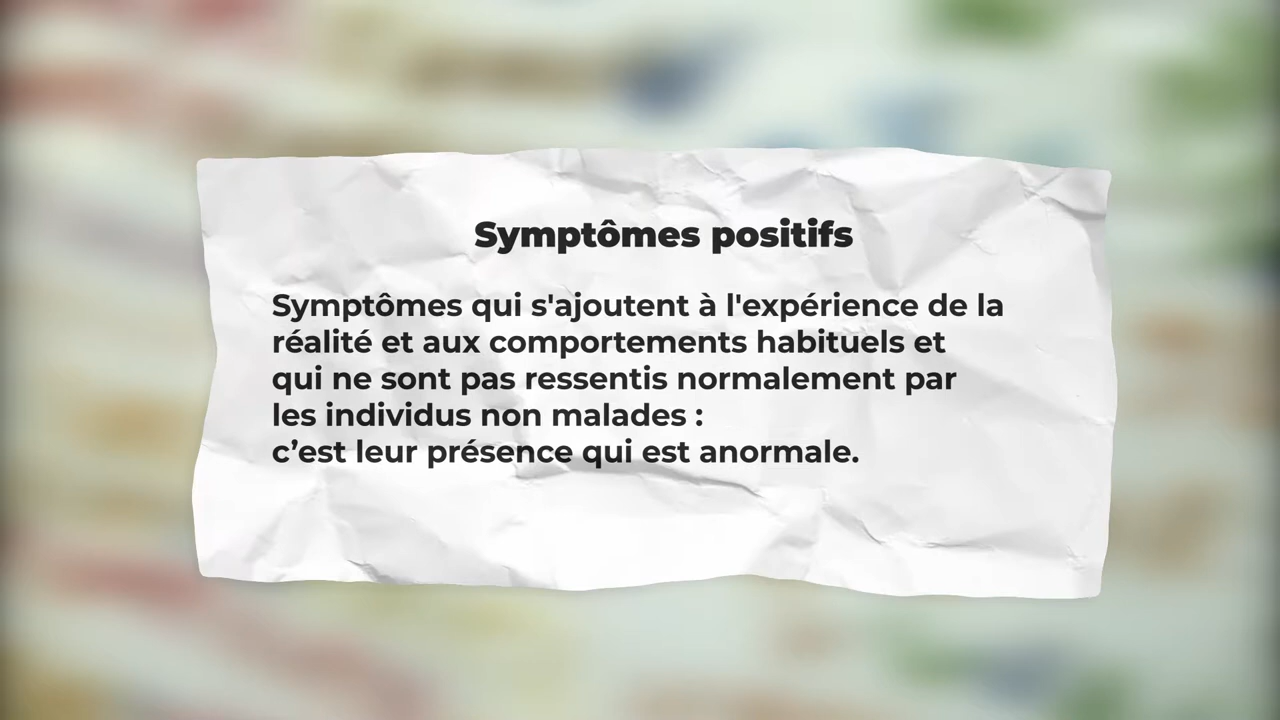 Symptômes positifs
Symptômes qui s'ajoutent à l'expérience de la
réalité et aux comportements habituels et
qui ne sont pas ressentis normalement par
les individus non malades :
c’est leur présence qui est anormale.